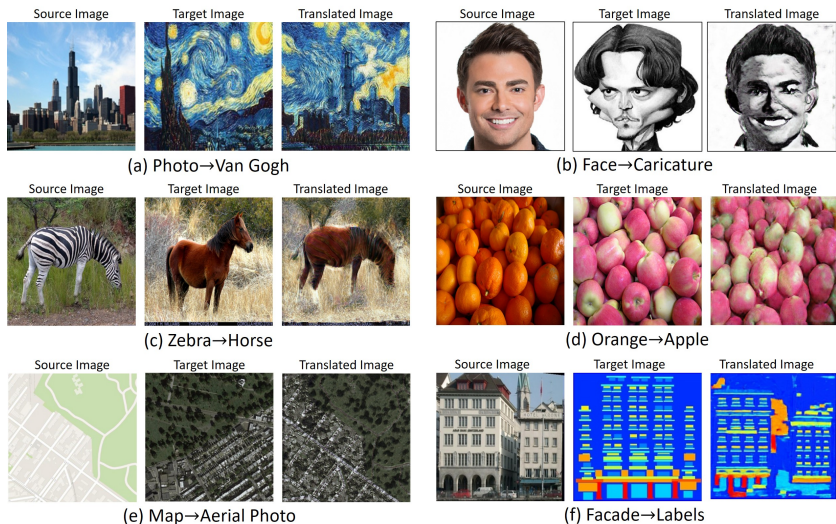 Source Image Target Image Translated Image
(a) Photo→Van Gogh
Source Image Target Image Translated Image
(b) Face→Caricature
Source Image Target Image Translated Image
(c) Zebra→Horse
Source Image Target Image Translated Image
(d) Orange→Apple
Source Image Target Image Translated Image
(e) Map→Aerial Photo
Source Image Target Image Translated Image
(f) Facade→Labels